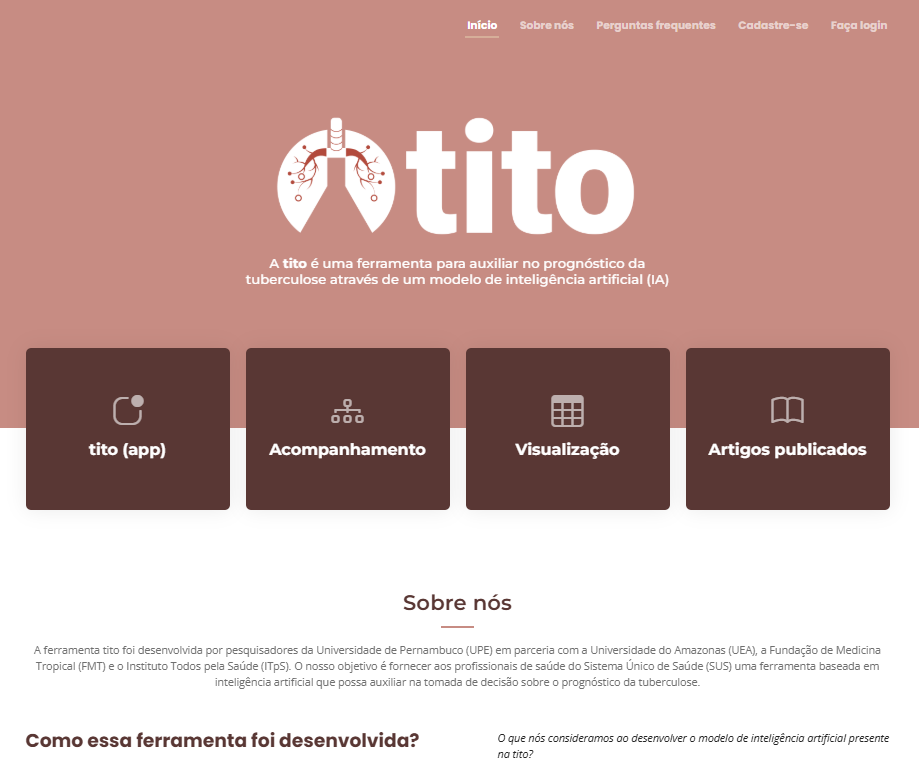 Início Sobre nós Perguntas frequentes Cadastre-se Faça login
tito
A tito é uma ferramenta para auxiliar no prognóstico da
tuberculose através de um modelo de inteligência artificial (IA)
tito (app) Acompanhamento Visualização Artigos publicados
Sobre nós
A ferramenta tito foi desenvolvida por pesquisadores da Universidade de Pernambuco (UPE) em parceria com a Universidade do Amazonas (UEA), a Fundação de Medicina
Tropical (FMT) e o Instituto Todos pela Saúde (ITpS). O nosso objetivo é fornecer aos profissionais de saúde do Sistema Único de Saúde (SUS) uma ferramenta baseada em
inteligência artificial que possa auxiliar na tomada de decisão sobre o prognóstico da tuberculose.
Como essa ferramenta foi desenvolvida?
O que nós consideramos ao desenvolver o modelo de inteligência artificial presente
na tito?